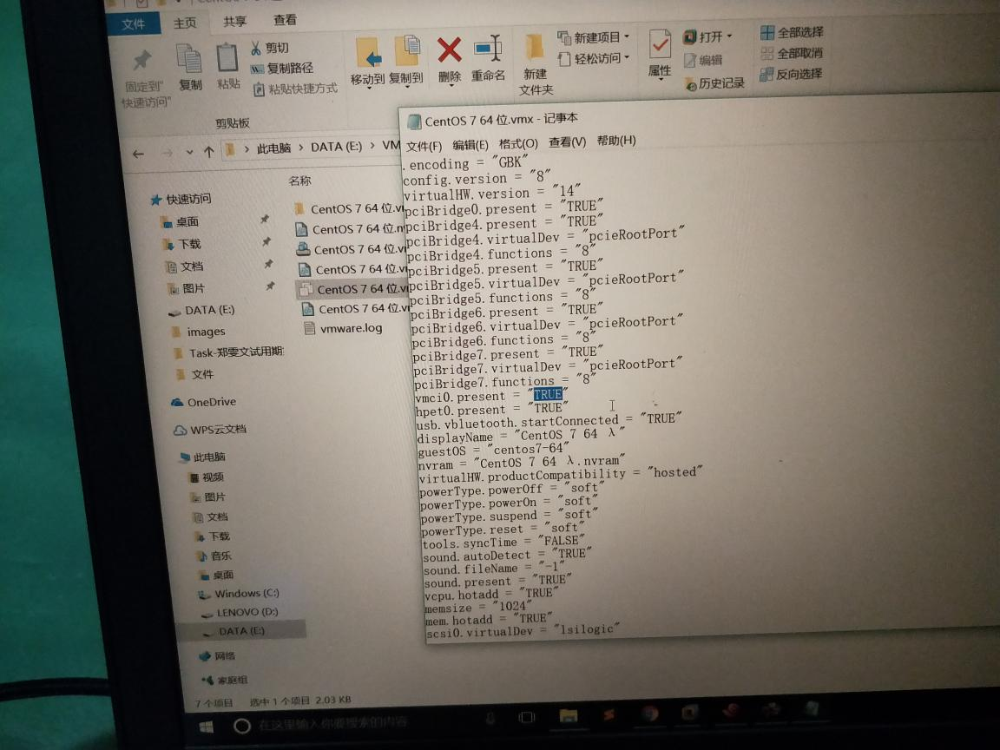 文件 主页 共享 查看
固定到"快速访问"
复制
粘贴
剪切
复制路径
粘贴快捷方式
剪贴板
移动到 复制到
删除 重命名
新建文件夹
新建项目
轻松访问
属性
打开
编辑
历史记录
全部选择
全部取消
反向选择
此电脑 > DATA (E:) > VM
名称
快速访问
桌面
下载
文档
图片
DATA (E:)
images
Task-郑雯文试用期
文件
OneDrive
WPS云文档
此电脑
视频
图片
文档
下载
音乐
桌面
Windows (C:)
LENOVO (D:)
DATA (E:)
网络
家庭组
CentOS 7 64 位.v
CentOS 7 64 位.n
CentOS 7 64 位.v
CentOS 7 64 位.v
CentOS 7 64 位.v
CentOS 7 64 位.v
vmware.log
7 个项目 选中 1 个项目 2.03 KB
在这里输入你要搜索的内容
CentOS 7 64 位.vmx - 记事本
文件(F) 编辑(E) 格式(O) 查看(V) 帮助(H)
.encoding = "GBK"
config.version = "8"
virtualHW.version = "14"
pciBridge0.present = "TRUE"
pciBridge4.present = "TRUE"
pciBridge4.virtualDev = "pcieRootPort"
pciBridge4.functions = "8"
pciBridge5.present = "TRUE"
pciBridge5.virtualDev = "pcieRootPort"
pciBridge5.functions = "8"
pciBridge6.present = "TRUE"
pciBridge6.virtualDev = "pcieRootPort"
pciBridge6.functions = "8"
pciBridge7.present = "TRUE"
pciBridge7.virtualDev = "pcieRootPort"
pciBridge7.functions = "8"
vmci0.present = "TRUE"
hpet0.present = "TRUE"
usb.vbluetooth.startConnected = "TRUE"
displayName = "CentOS 7 64 λ"
guestOS = "centos7-64"
nvram = "CentOS 7 64 λ.nvram"
virtualHW.productCompatibility = "hosted"
powerType.powerOff = "soft"
powerType.powerOn = "soft"
powerType.suspend = "soft"
powerType.reset = "soft"
tools.syncTime = "FALSE"
sound.autoDetect = "TRUE"
sound.fileName = "-1"
sound.present = "TRUE"
vcpu.hotadd = "TRUE"
memsize = "1024"
mem.hotadd = "TRUE"
scsi0.virtualDev = "lsilogic"